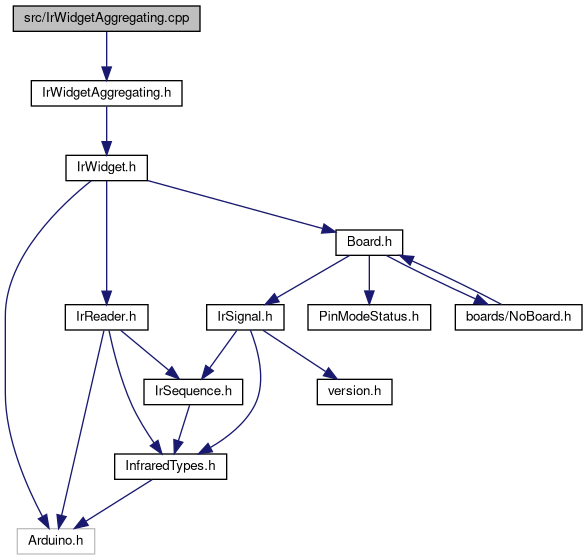 src/IrWidgetAggregating.cpp
IrWidgetAggregating.h
IrWidget.h
Board.h
IrReader.h
IrSignal.h
PinModeStatus.h
boards/NoBoard.h
IrSequence.h
version.h
InfraredTypes.h
Arduino.h